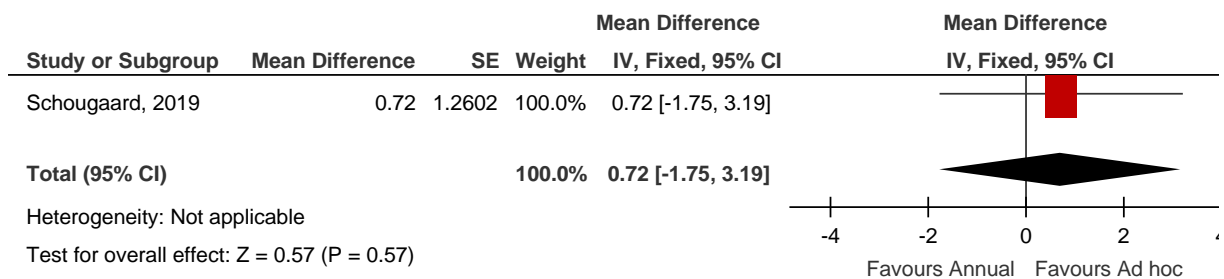 Mean Difference Mean Difference
Study or Subgroup Mean Difference SE Weight IV, Fixed, 95% CI IV, Fixed, 95% CI
Schougaard, 2019 0.72 1.2602 100.0% 0.72 [-1.75, 3.19]
Total (95% CI) 100.0% 0.72 [-1.75, 3.19]
Heterogeneity: Not applicable
-4 -2 0 2 4
Test for overall effect: Z = 0.57 (P = 0.57)
Favours Annual Favours Ad hoc